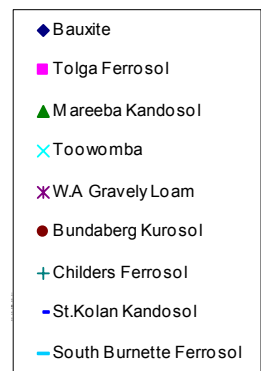 Bauxite
Tolga Ferrosol
Mareeba Kandosol
Toowomba
W.A Gravely Loam
Bundaberg Kurosol
Childers Ferrosol
St.Kolan Kandosol
South Burnette Ferrosol